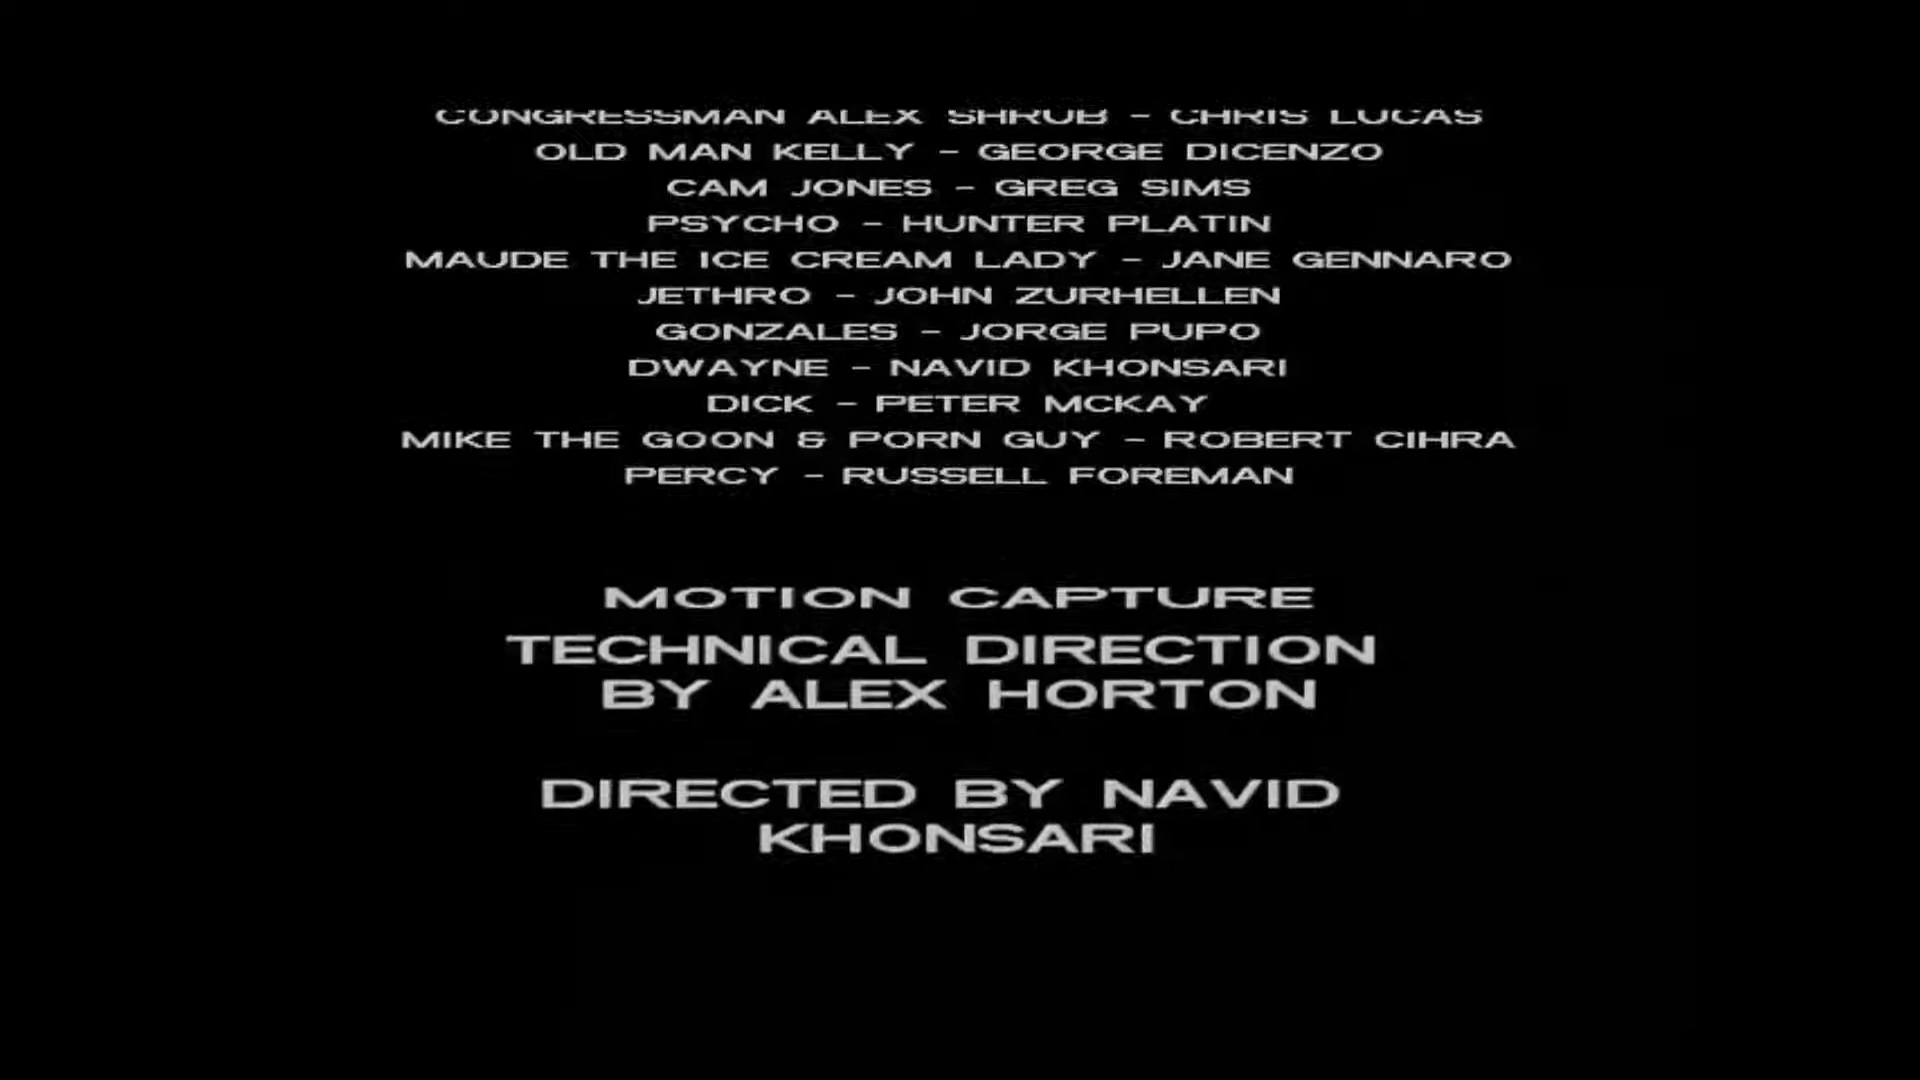 CONGRESSMAN ALEX SHRUB - CHRIS LUCAS
OLD MAN KELLY - GEORGE DICENZO
CAM JONES - GREG SIMS
PSYCHO - HUNTER PLATIN
MAUDE THE ICE CREAM LADY - JANE GENNARO
JETHRO - JOHN ZURHELLEN
GONZALES - JORGE PUPO
DWAYNE - NAVID KHONSARI
DICK - PETER MCKAY
MIKE THE GOON & PORN GUY - ROBERT CIHRA
PERCY - RUSSELL FOREMAN
MOTION CAPTURE
TECHNICAL DIRECTION
BY ALEX HORTON
DIRECTED BY NAVID
KHONSARI